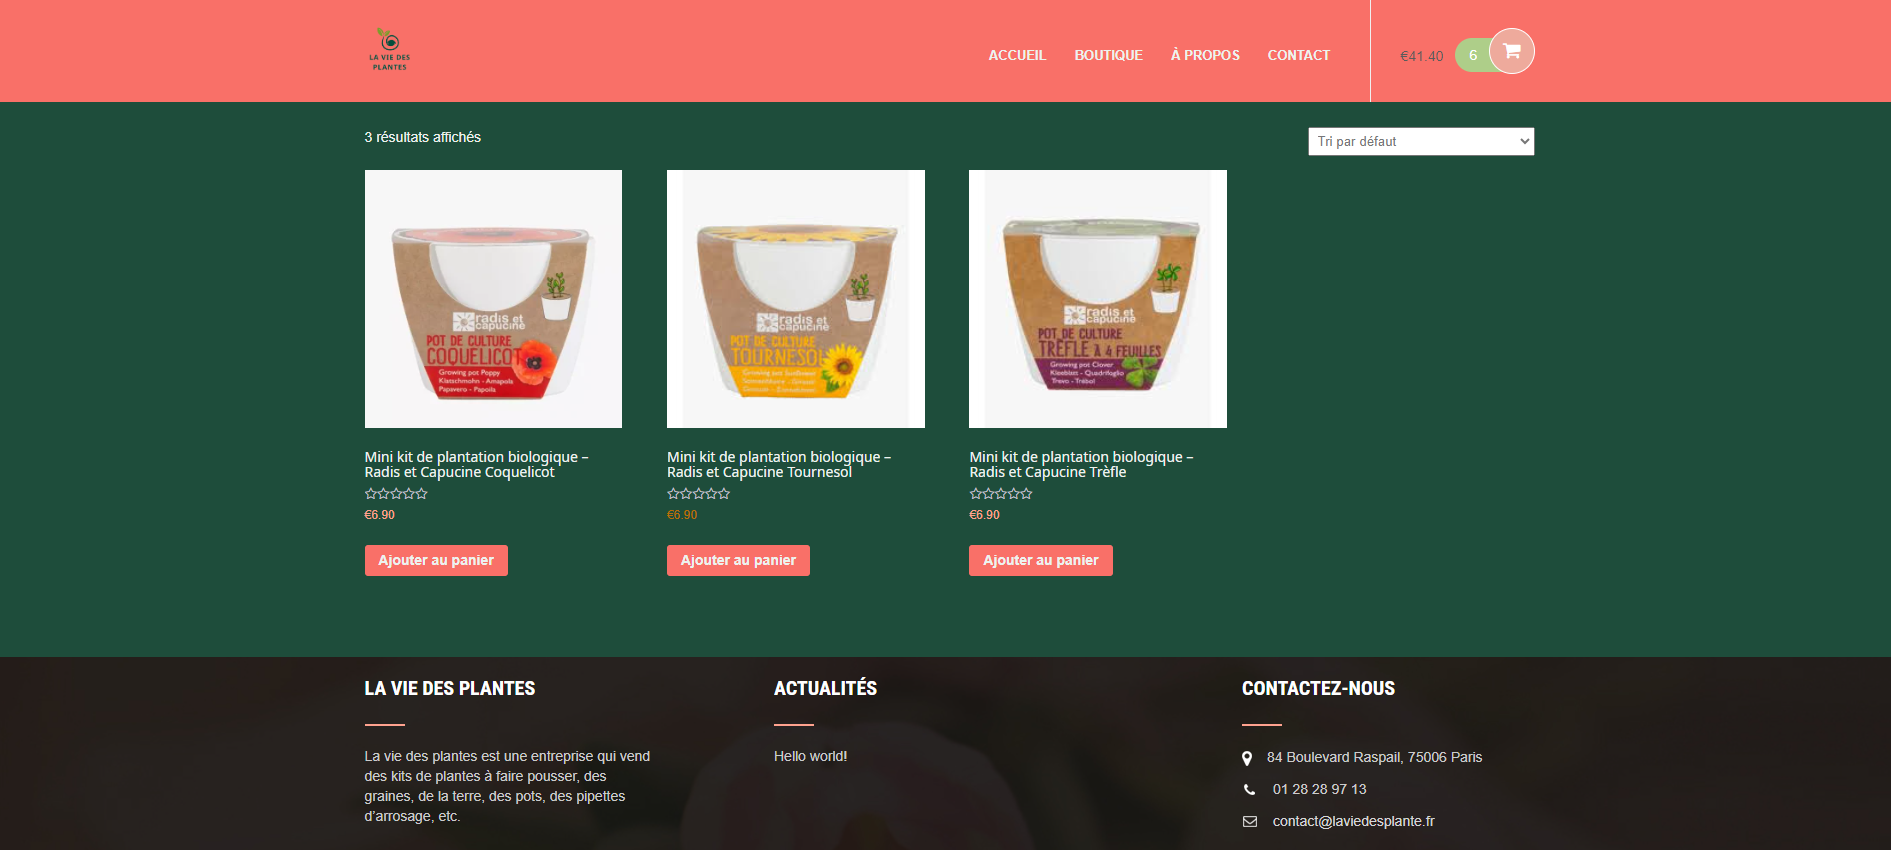 LA VIE DES
PLANTES
ACCUEIL
BOUTIQUE
À PROPOS
CONTACT
€41.40
6
3 résultats affichés
Tri par défaut
radis et
capucine
POT DE CULTURE
COQUELICOT
Growing pot Poppy
Klatschmohn - Amapola
Papavero - Papoila
radis et
capucine
POT DE CULTURE
TOURNESOL
Growing pot Sunflower
radis et
capucine
POT DE CULTURE
TRÈFLE À 4 FEUILLES
Growing pot Clover
Kleeblatt - Quadrifoglio
Trevo - Trébol
Mini kit de plantation biologique –
Radis et Capucine Coquelicot
€6.90
Ajouter au panier
Mini kit de plantation biologique –
Radis et Capucine Tournesol
€6.90
Ajouter au panier
Mini kit de plantation biologique –
Radis et Capucine Trèfle
€6.90
Ajouter au panier
LA VIE DES PLANTES
La vie des plantes est une entreprise qui vend
des kits de plantes à faire pousser, des
graines, de la terre, des pots, des pipettes
d’arrosage, etc.
ACTUALITÉS
Hello world!
CONTACTEZ-NOUS
84 Boulevard Raspail, 75006 Paris
01 28 28 97 13
contact@laviedesplante.fr